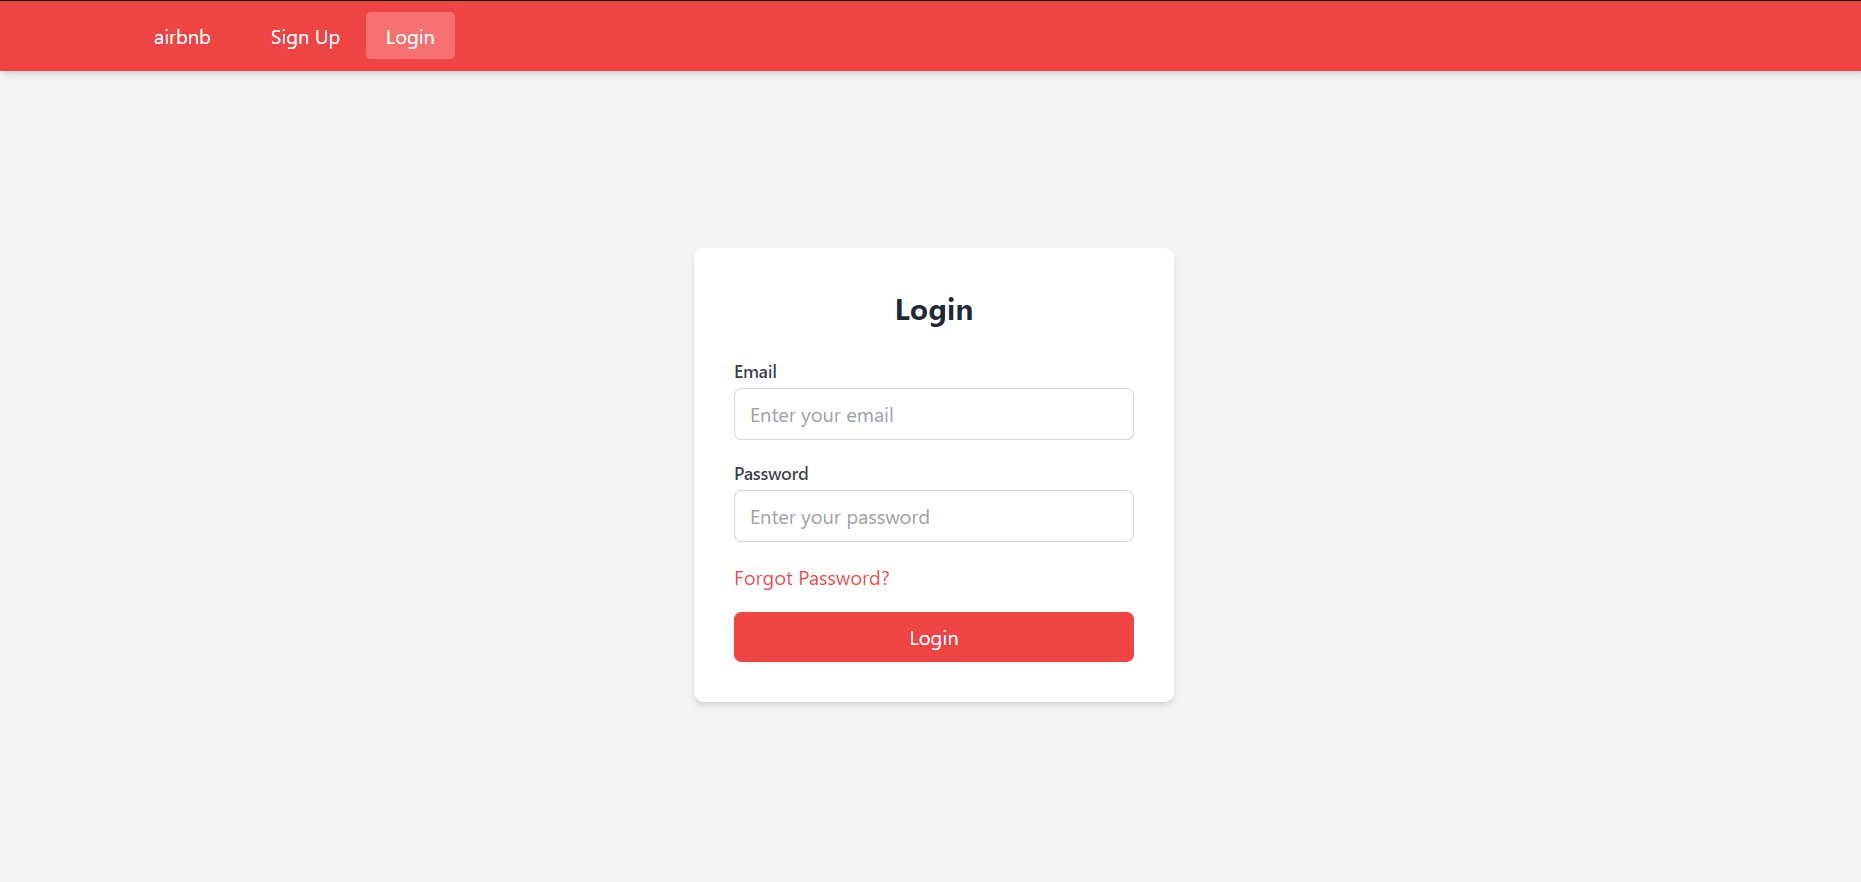 airbnb Sign Up Login
Login
Email
Enter your email
Password
Enter your password
Forgot Password?
Login